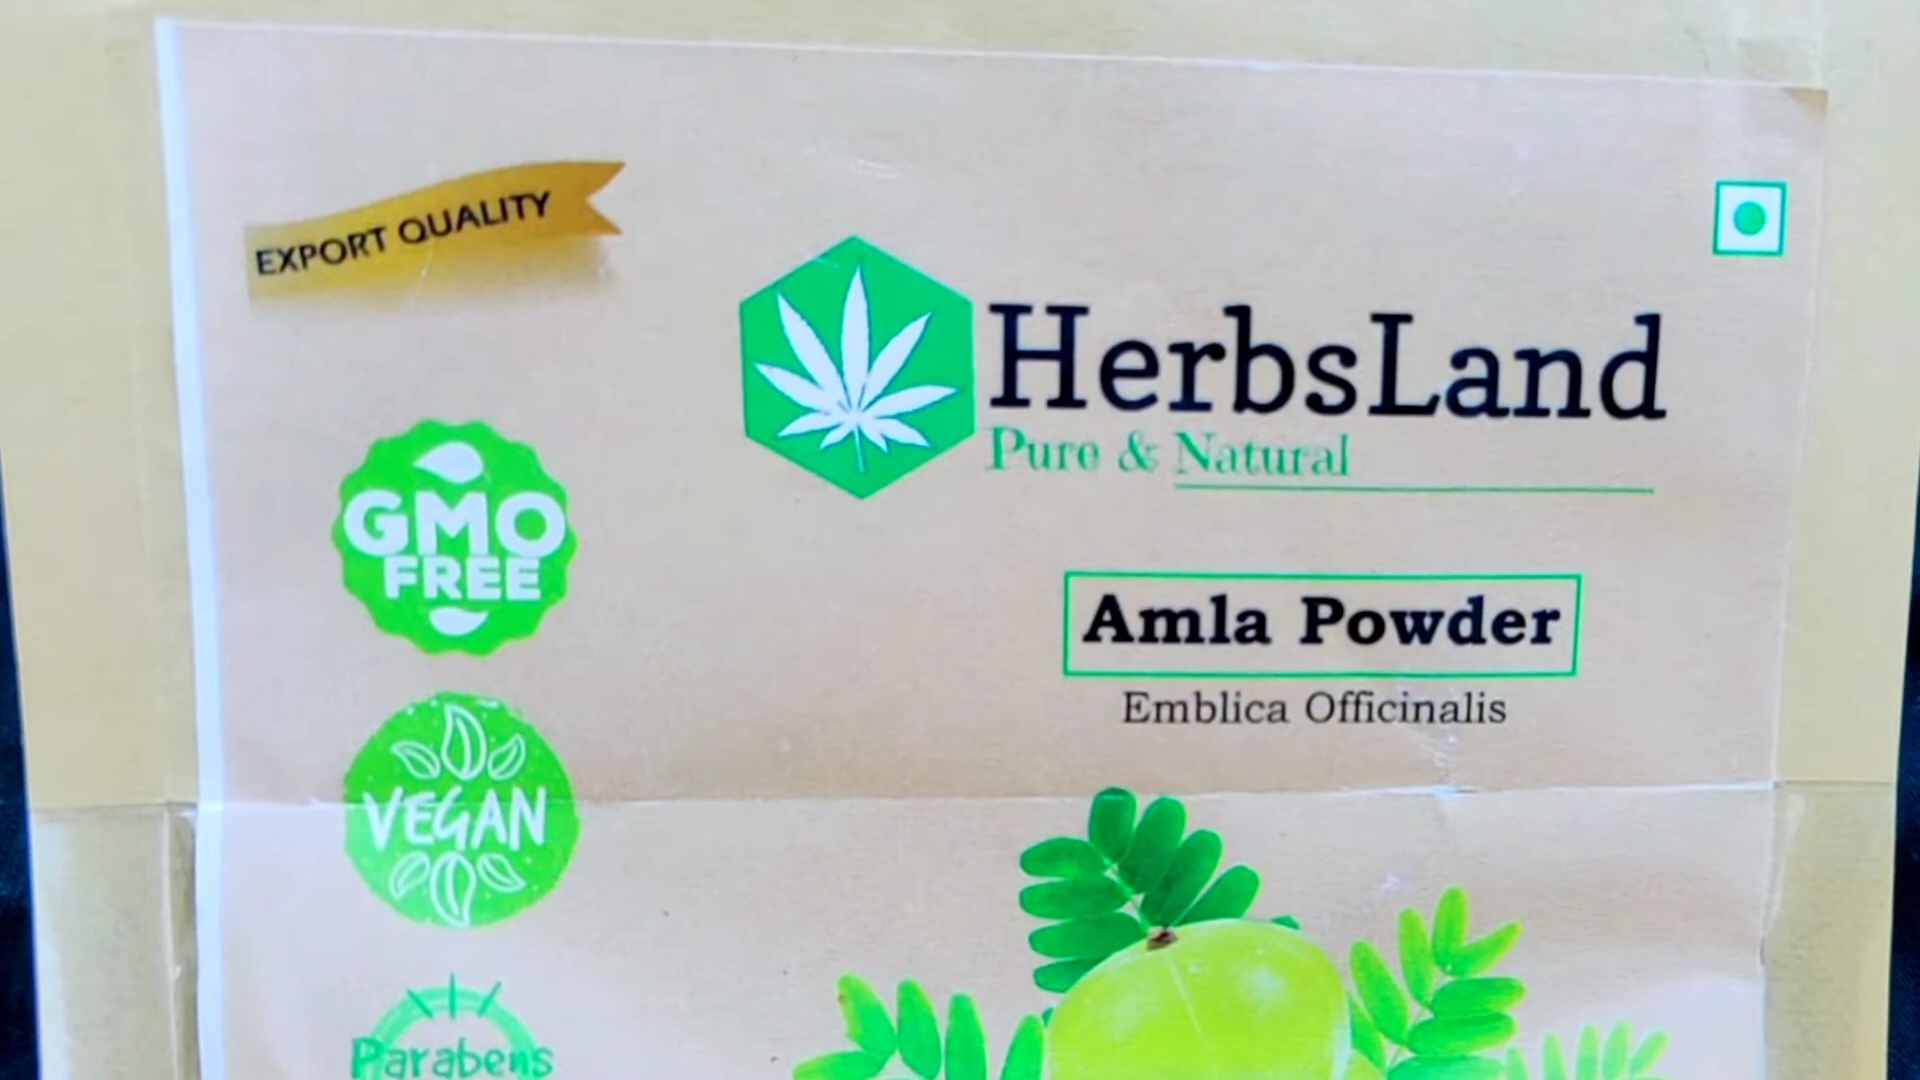 EXPORT QUALITY
HerbsLand
Pure & Natural
GMO
FREE
Amla Powder
Emblica Officinalis
VEGAN
Parabens